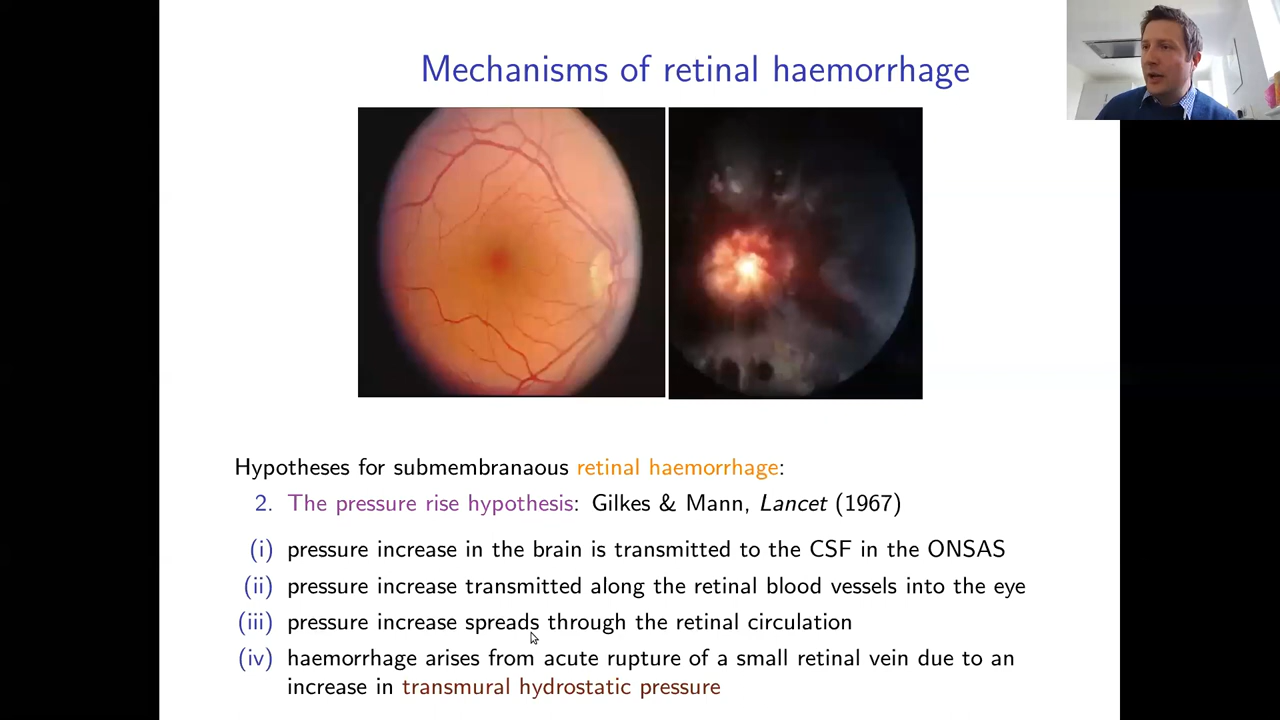 Mechanisms of retinal haemorrhage
Hypotheses for submembranaous retinal haemorrhage:
2. The pressure rise hypothesis: Gilkes & Mann, Lancet (1967)
(i) pressure increase in the brain is transmitted to the CSF in the ONSAS
(ii) pressure increase transmitted along the retinal blood vessels into the eye
(iii) pressure increase spreads through the retinal circulation
(iv) haemorrhage arises from acute rupture of a small retinal vein due to an
increase in transmural hydrostatic pressure